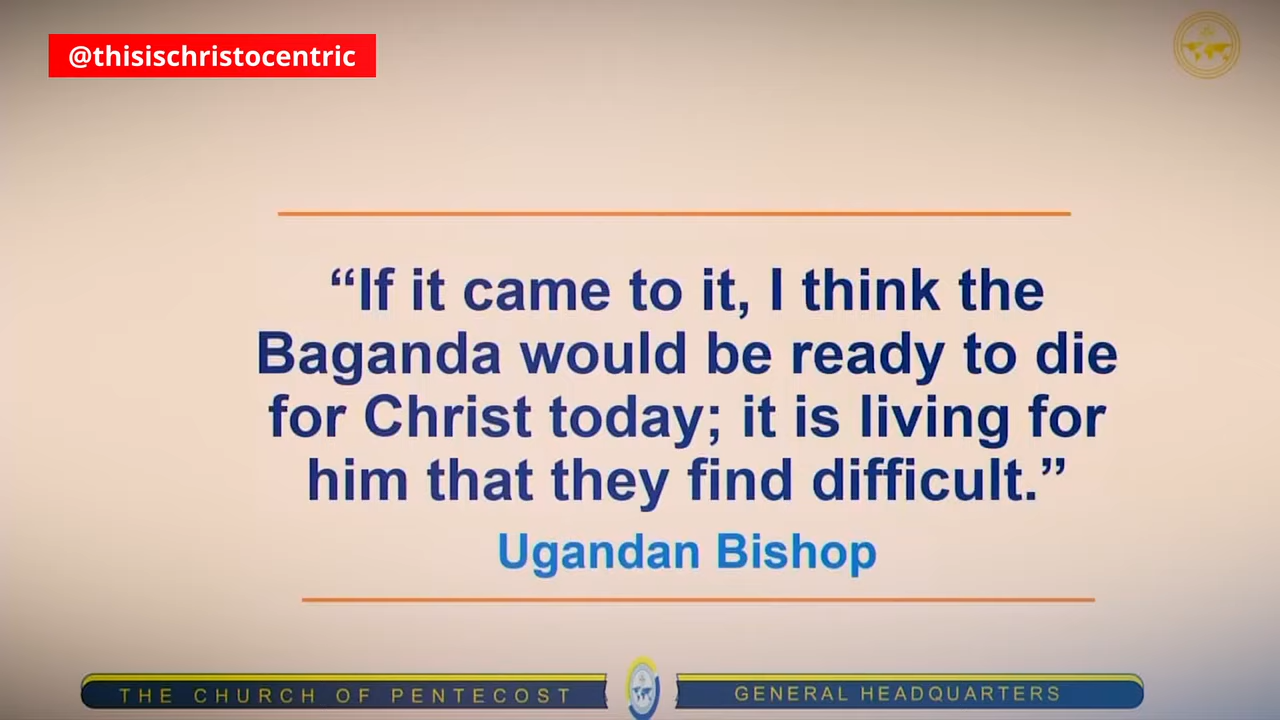 @thisischristocentric
“If it came to it, I think the
Baganda would be ready to die
for Christ today; it is living for
him that they find difficult.”
Ugandan Bishop
THE CHURCH OF PENTECOST
GENERAL HEADQUARTERS